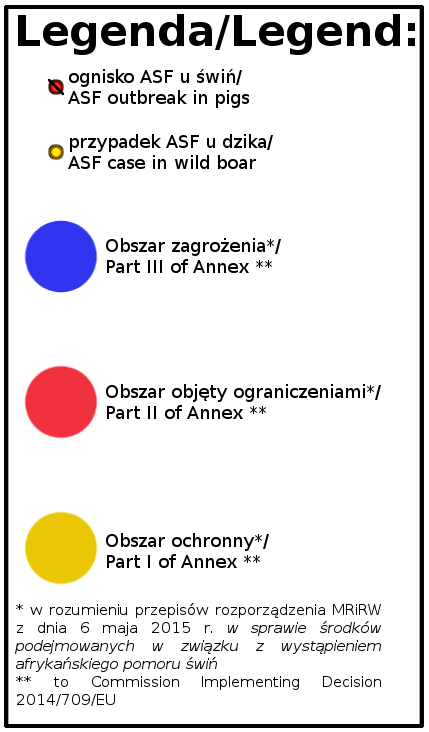 Legenda/Legend:
ognisko ASF u świń/
ASF outbreak in pigs
przypadek ASF u dzika/
ASF case in wild boar
Obszar zagrożenia*/
Part III of Annex **
Obszar objęty ograniczeniami*/
Part II of Annex **
Obszar ochronny*/
Part I of Annex **
* w rozumieniu przepisów rozporządzenia MRiRW
z dnia 6 maja 2015 r. w sprawie środków
podejmowanych w związku z wystąpieniem
afrykańskiego pomoru świń
** to Commission Implementing Decision
2014/709/EU